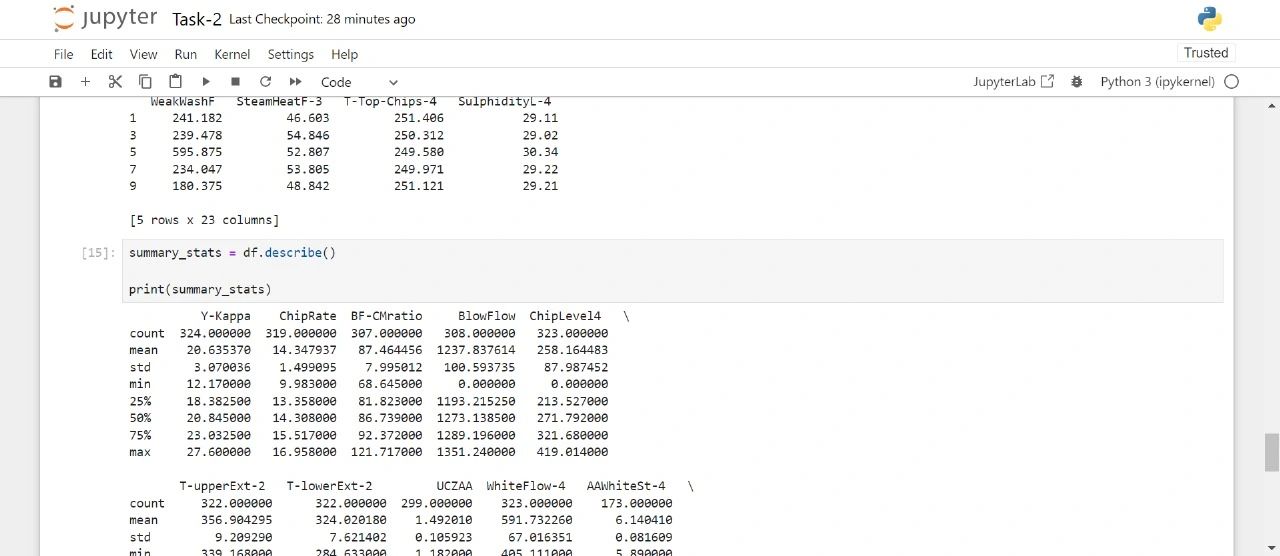 jupyter Task-2 Last Checkpoint: 28 minutes ago
File Edit View Run Kernel Settings Help Trusted
Code JupyterLab Python 3 (ipykernel)
WeakWashF SteamHeatF-3 T-Top-Chips-4 SulphidityL-4
1 241.182 46.603 251.406 29.11
3 239.478 54.846 250.312 29.02
5 595.875 52.807 249.580 30.34
7 234.047 53.805 249.971 29.22
9 180.375 48.842 251.121 29.21
[5 rows x 23 columns]
[15]: summary_stats = df.describe()
print(summary_stats)
Y-Kappa ChipRate BF-CMratio BlowFlow ChipLevel4 \
count 324.000000 319.000000 307.000000 308.000000 323.000000
mean 20.635370 14.347937 87.464456 1237.837614 258.164483
std 3.070036 1.499095 7.995012 100.593735 87.987452
min 12.170000 9.983000 68.645000 0.000000 0.000000
25% 18.382500 13.358000 81.823000 1193.215250 213.527000
50% 20.845000 14.308000 86.739000 1273.138500 271.792000
75% 23.032500 15.517000 92.372000 1289.196000 321.680000
max 27.600000 16.958000 121.717000 1351.240000 419.014000
T-upperExt-2 T-lowerExt-2 UCZAA WhiteFlow-4 AAWhiteSt-4 \
count 322.000000 322.000000 299.000000 323.000000 173.000000
mean 356.904295 324.020180 1.492010 591.732260 6.140410
std 9.209290 7.621402 0.105923 67.016351 0.081609
min 339.168000 284.633000 1.182000 405.111000 5.890000